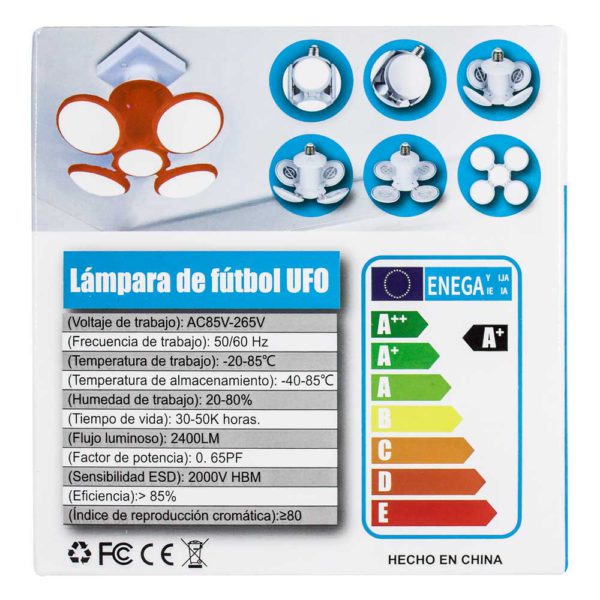 Lámpara de fútbol UFO
(Voltaje de trabajo): AC85V-265V
(Frecuencia de trabajo): 50/60 Hz
(Temperatura de trabajo): -20-85℃
(Temperatura de almacenamiento): -40-85℃
(Humedad de trabajo): 20-80%
(Tiempo de vida): 30-50K horas.
(Flujo luminoso): 2400LM
(Factor de potencia): 0. 65PF
(Sensibilidad ESD): 2000V HBM
(Eficiencia):> 85%
(Índice de reproducción cromática):≥80
FC CE
ENEGA Y IJA
IE IA
A++
A+
A+
A
B
C
D
E
HECHO EN CHINA